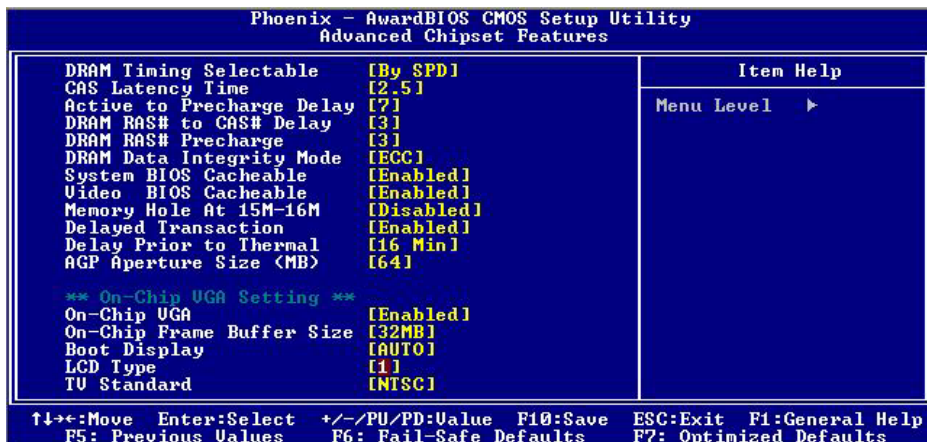 Phoenix - AwardBIOS CMOS Setup Utility
Advanced Chipset Features
DRAM Timing Selectable [By SPD]
CAS Latency Time [2.5]
Active to Precharge Delay [7]
DRAM RAS# to CAS# Delay [3]
DRAM RAS# Precharge [3]
DRAM Data Integrity Mode [ECC]
System BIOS Cacheable [Enabled]
Video BIOS Cacheable [Enabled]
Memory Hole At 15M-16M [Disabled]
Delayed Transaction [Enabled]
Delay Prior to Thermal [16 Min]
AGP Aperture Size (MB) [64]
** On-Chip VGA Setting **
On-Chip VGA [Enabled]
On-Chip Frame Buffer Size [32MB]
Boot Display [AUTO]
LCD Type [1]
TV Standard [NTSC]
Item Help
Menu Level ▶
↑↓→←:Move Enter:Select +/-/PU/PD:Value F10:Save ESC:Exit F1:General Help
F5: Previous Values F6: Fail-Safe Defaults F7: Optimized Defaults